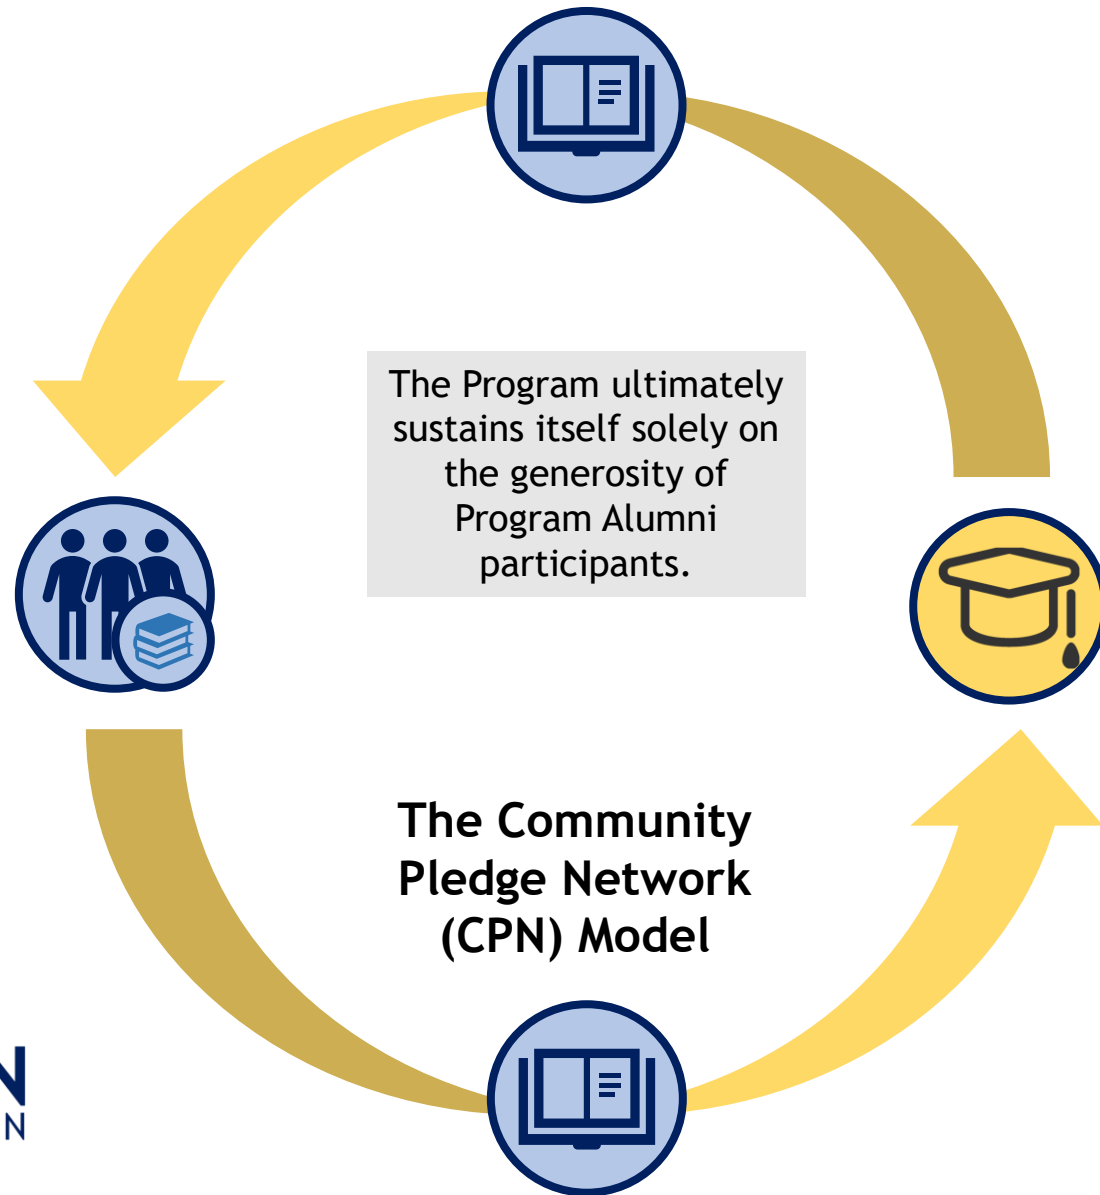 The Program ultimately
sustains itself solely on
the generosity of
Program Alumni
participants.
The Community
Pledge Network
(CPN) Model
N
N